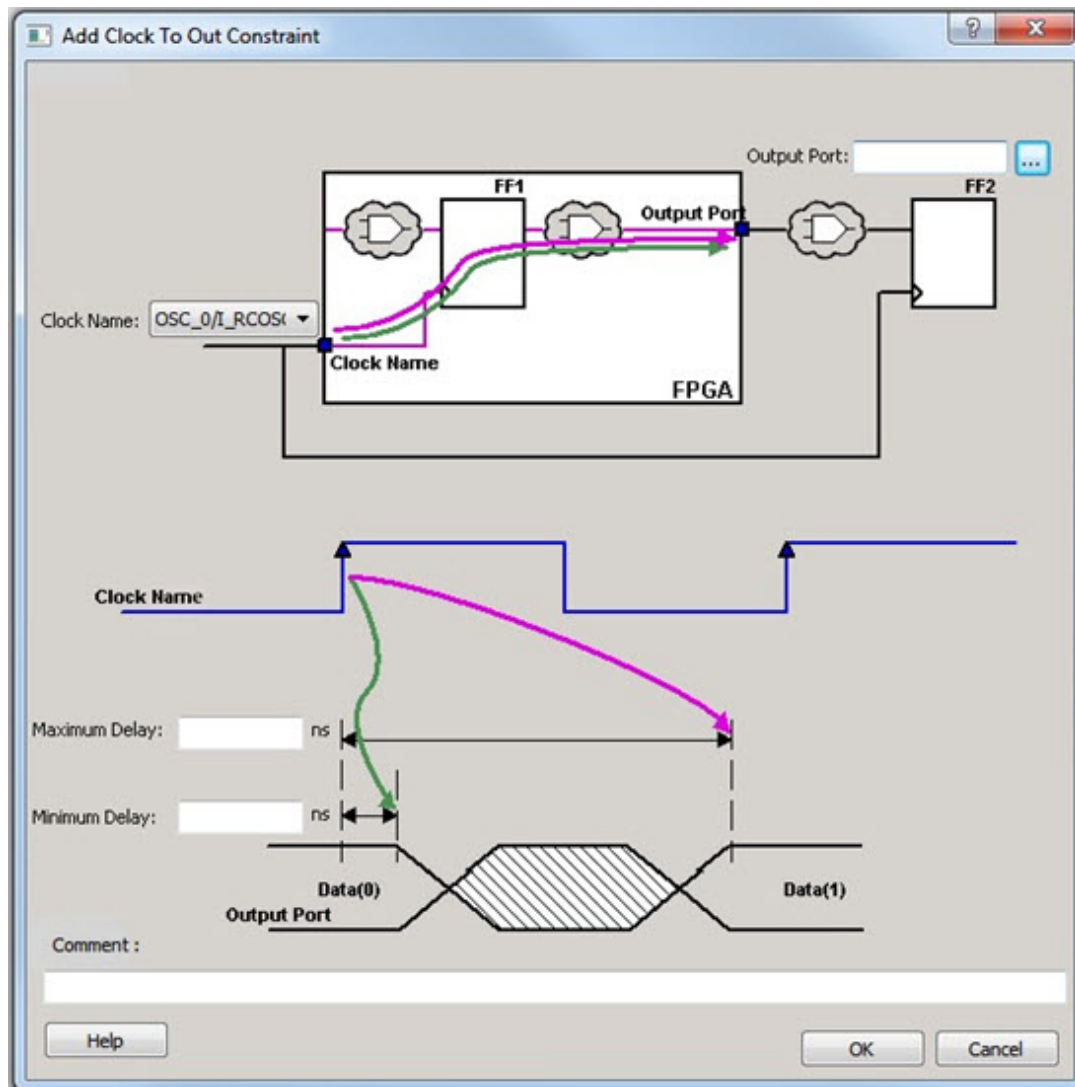 Add Clock To Out Constraint
Output Port:
...
FF1
FF2
Output Port
Clock Name: OSC_0/I_RCOSC
Clock Name
FPGA
Clock Name
Maximum Delay: ns
Minimum Delay: ns
Data(0)
Data(1)
Output Port
Comment :
Help
OK
Cancel